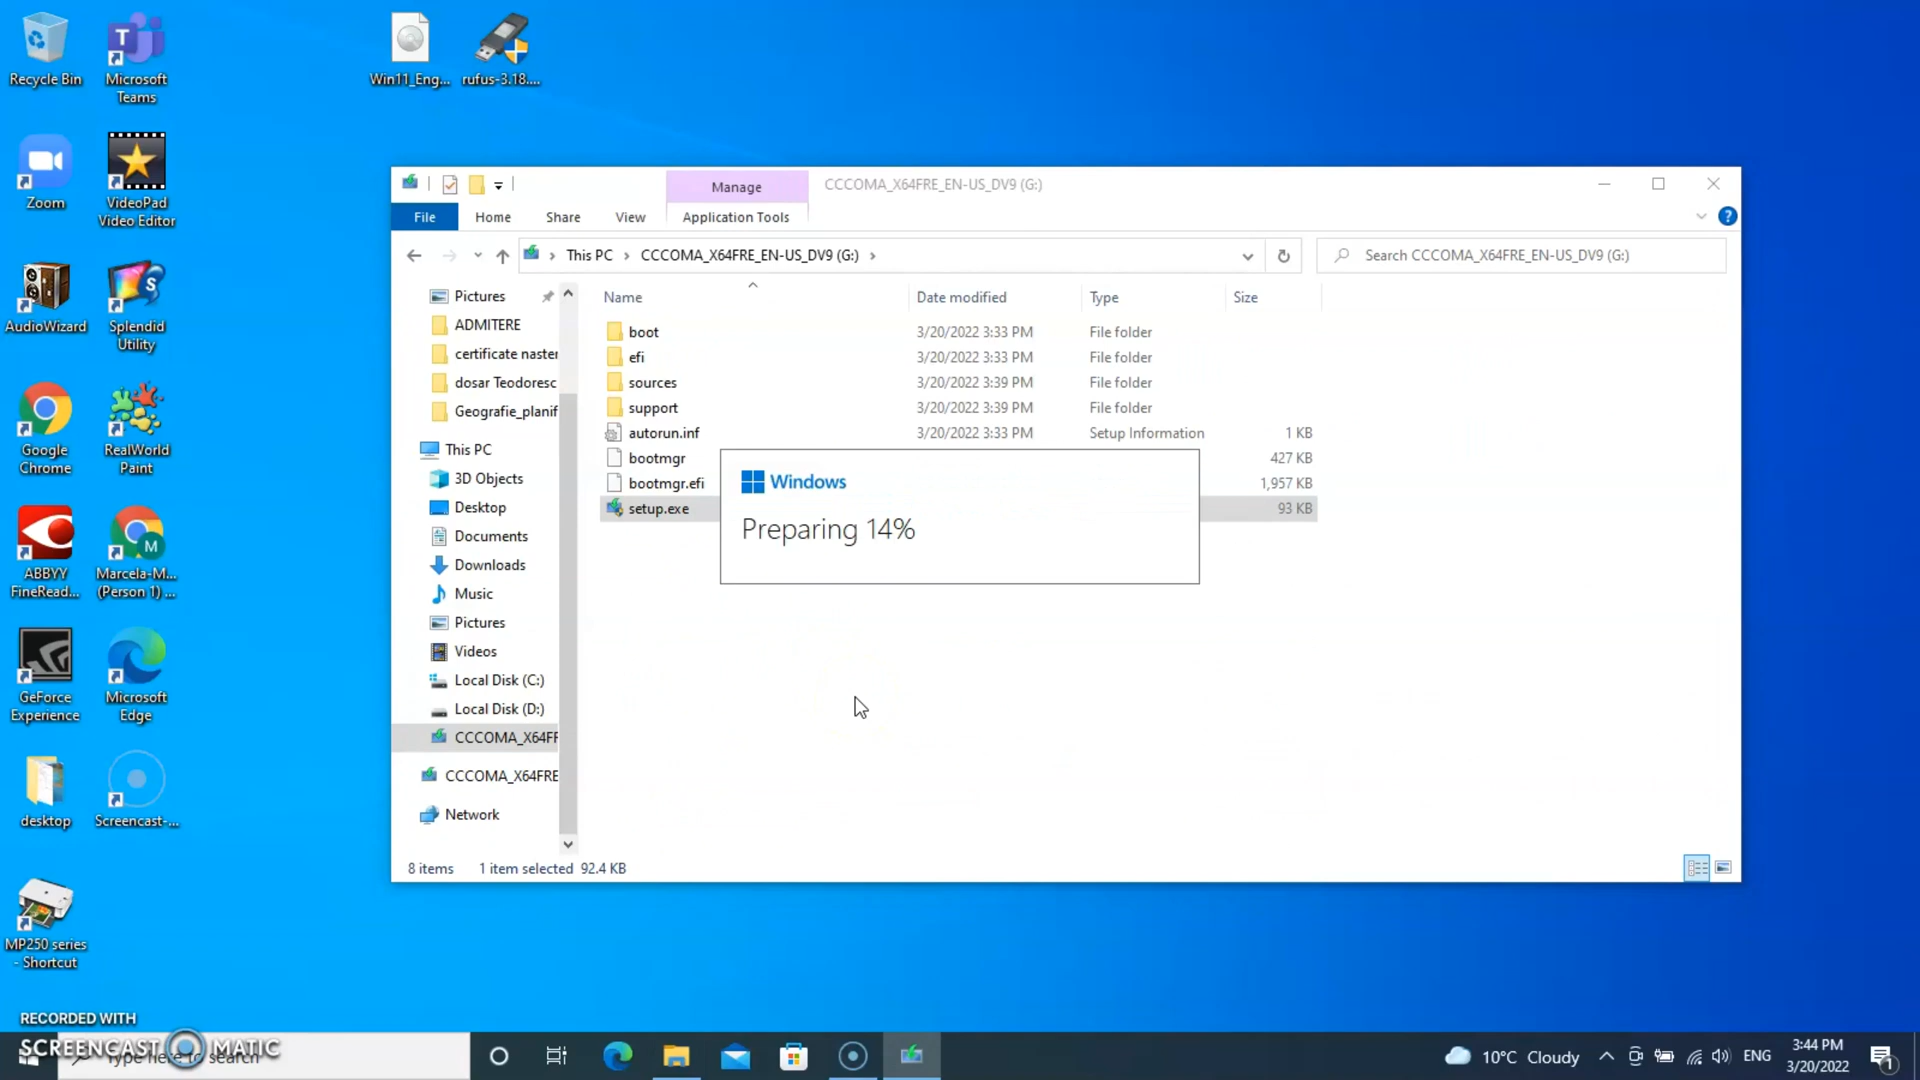 Recycle Bin
Microsoft
Teams
Win11_Eng...
rufus-3.18....
Zoom
VideoPad
Video Editor
AudioWizard
Splendid
Utility
Google
Chrome
RealWorld
Paint
ABBYY
FineRead...
Marcela-M...
(Person 1) ...
GeForce
Experience
Microsoft
Edge
desktop
Screencast-...
MP250 series
- Shortcut
Manage
CCCOMA_X64FRE_EN-US_DV9 (G:)
File
Home
Share
View
Application Tools
This PC
CCCOMA_X64FRE_EN-US_DV9 (G:)
Search CCCOMA_X64FRE_EN-US_DV9 (G:)
Pictures
ADMITERE
certificate naster
dosar Teodoresc
Geografie_planif
This PC
3D Objects
Desktop
Documents
Downloads
Music
Pictures
Videos
Local Disk (C:)
Local Disk (D:)
CCCOMA_X64FF
CCCOMA_X64FRE
Network
Name Date modified Type Size
boot 3/20/2022 3:33 PM File folder
efi 3/20/2022 3:33 PM File folder
sources 3/20/2022 3:39 PM File folder
support 3/20/2022 3:39 PM File folder
autorun.inf 3/20/2022 3:33 PM Setup Information 1 KB
bootmgr 427 KB
bootmgr.efi 1,957 KB
setup.exe 93 KB
Windows
Preparing 14%
8 items 1 item selected 92.4 KB
RECORDED WITH
SCREENCAST MATIC
Type here to search
10°C Cloudy
ENG
3:44 PM
3/20/2022
1